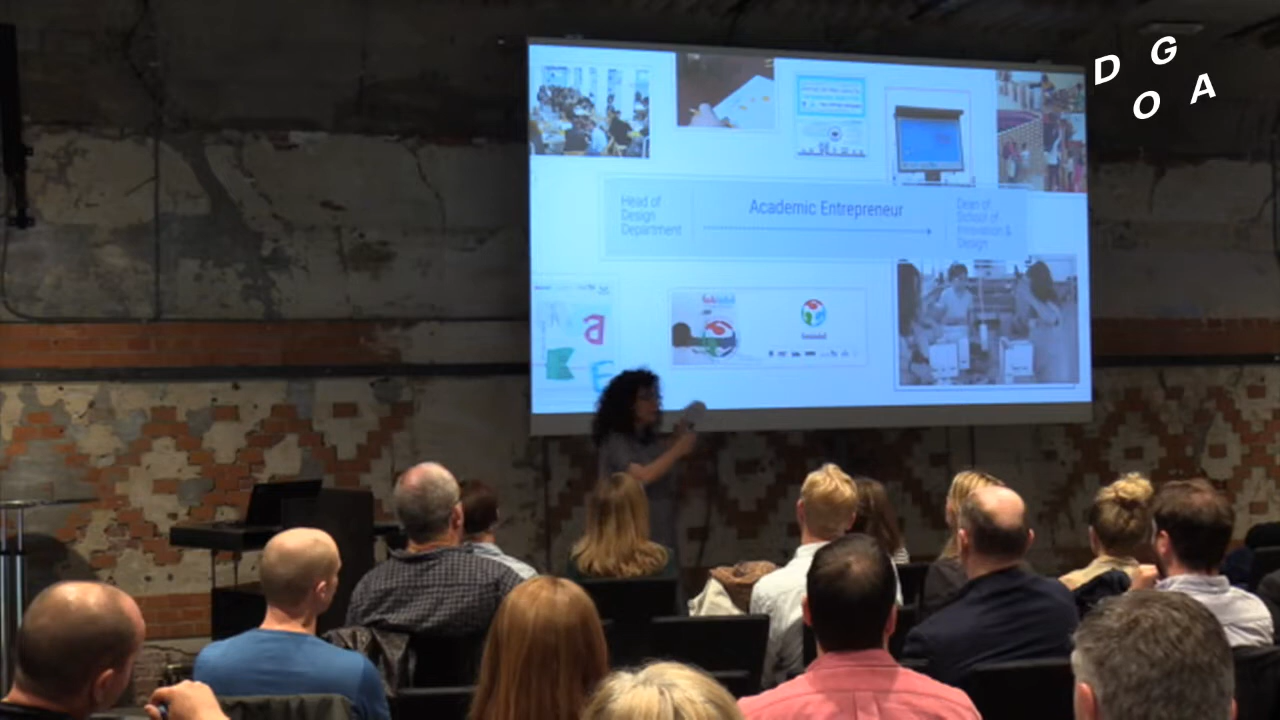 D G
O A
Head of
Design
Department
Academic Entrepreneur
Dean of
School of
Innovation &
Design
a
E